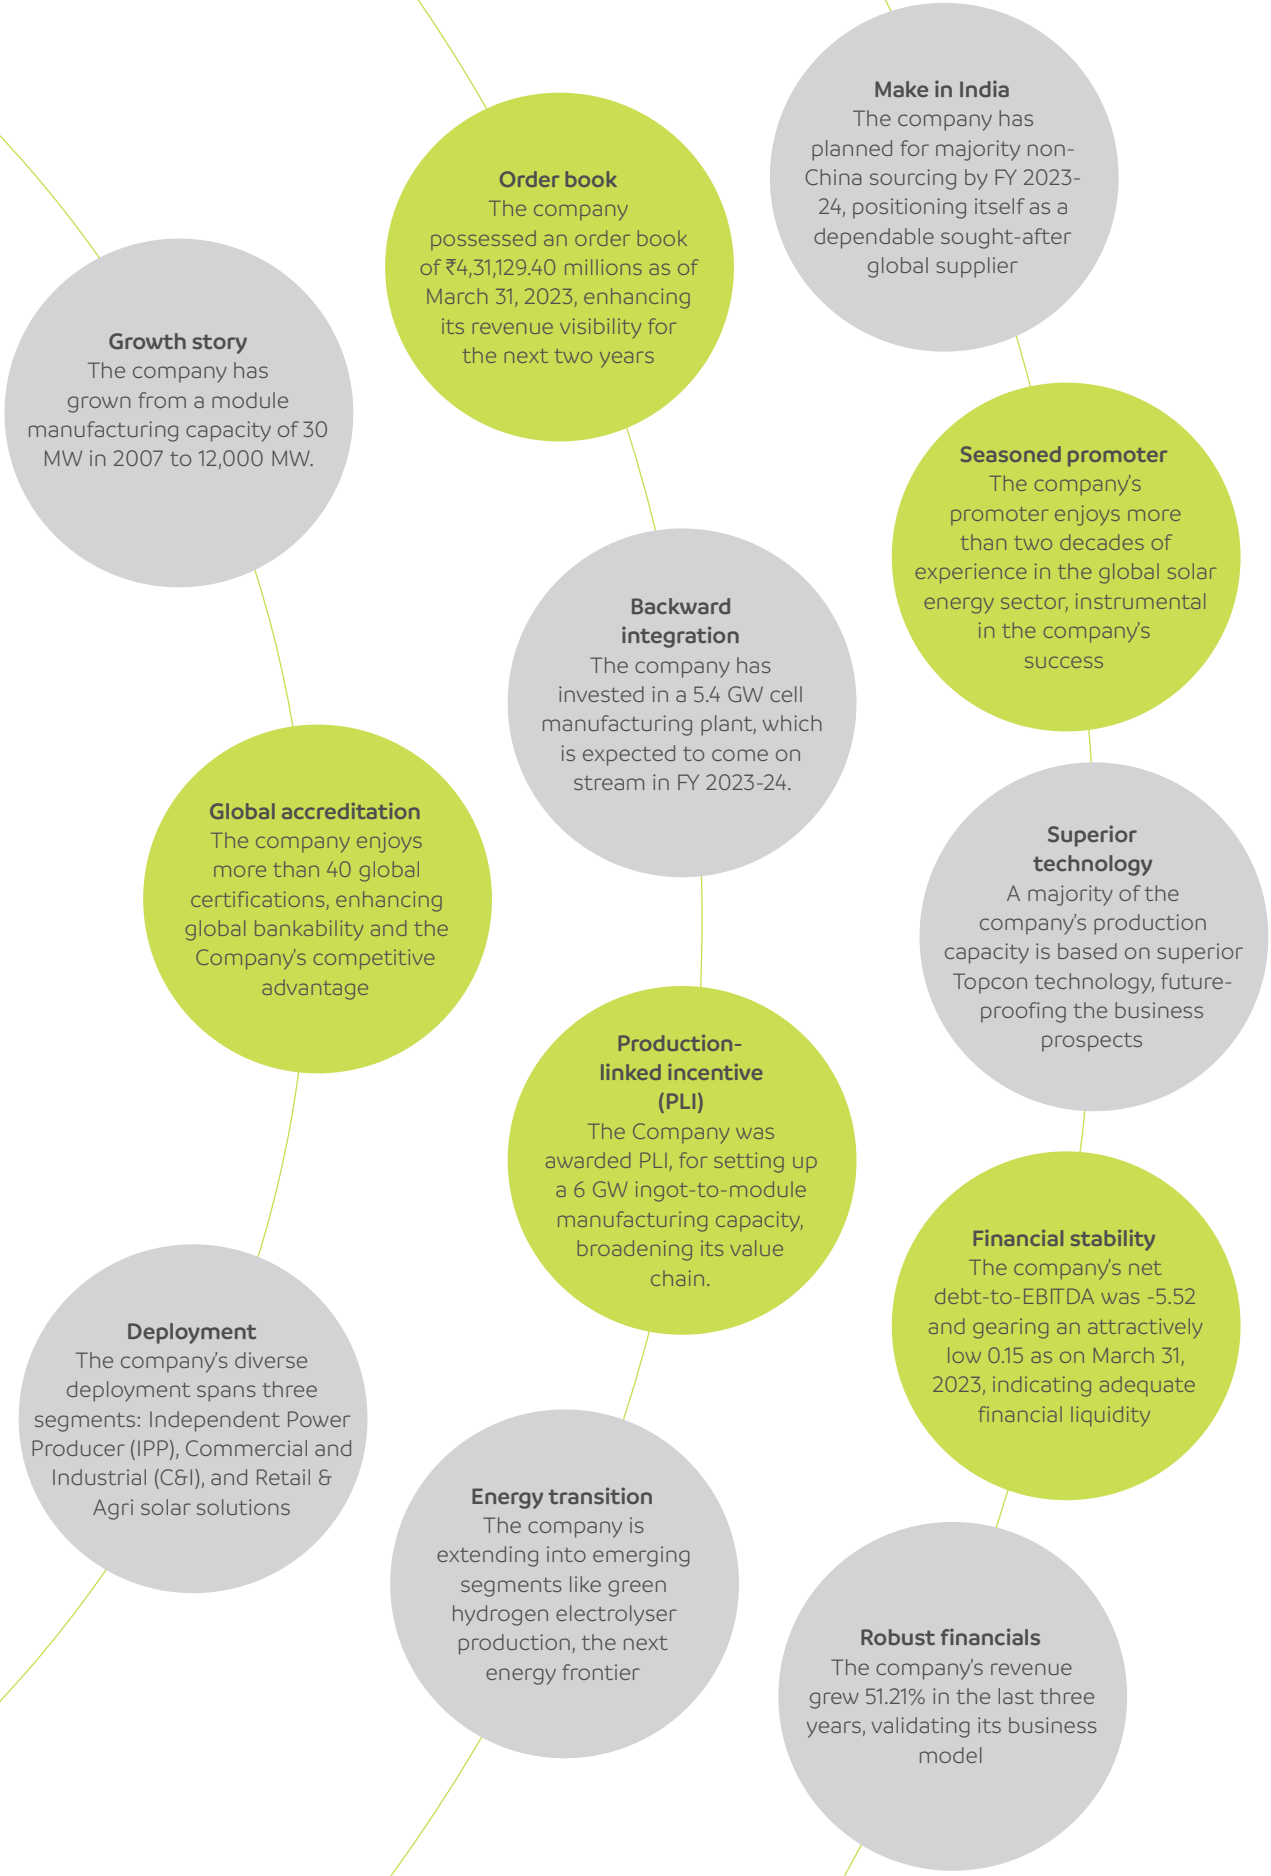 Growth story
The company has
grown from a module
manufacturing capacity of 30
MW in 2007 to 12,000 MW.
Global accreditation
The company enjoys
more than 40 global
certifications, enhancing
global bankability and the
Company's competitive
advantage
Deployment
The company's diverse
deployment spans three
segments: Independent Power
Producer (IPP), Commercial and
Industrial (C&I), and Retail &
Agri solar solutions
Order book
The company
possessed an order book
of ₹4,31,129.40 millions as of
March 31, 2023, enhancing
its revenue visibility for
the next two years
Backward
integration
The company has
invested in a 5.4 GW cell
manufacturing plant, which
is expected to come on
stream in FY 2023-24.
Production-
linked incentive
(PLI)
The Company was
awarded PLI, for setting up
a 6 GW ingot-to-module
manufacturing capacity,
broadening its value
chain.
Energy transition
The company is
extending into emerging
segments like green
hydrogen electrolyser
production, the next
energy frontier
Make in India
The company has
planned for majority non-
China sourcing by FY 2023-
24, positioning itself as a
dependable sought-after
global supplier
Seasoned promoter
The company's
promoter enjoys more
than two decades of
experience in the global solar
energy sector, instrumental
in the company's
success
Superior
technology
A majority of the
company's production
capacity is based on superior
Topcon technology, future-
proofing the business
prospects
Financial stability
The company's net
debt-to-EBITDA was -5.52
and gearing an attractively
low 0.15 as on March 31,
2023, indicating adequate
financial liquidity
Robust financials
The company's revenue
grew 51.21% in the last three
years, validating its business
model